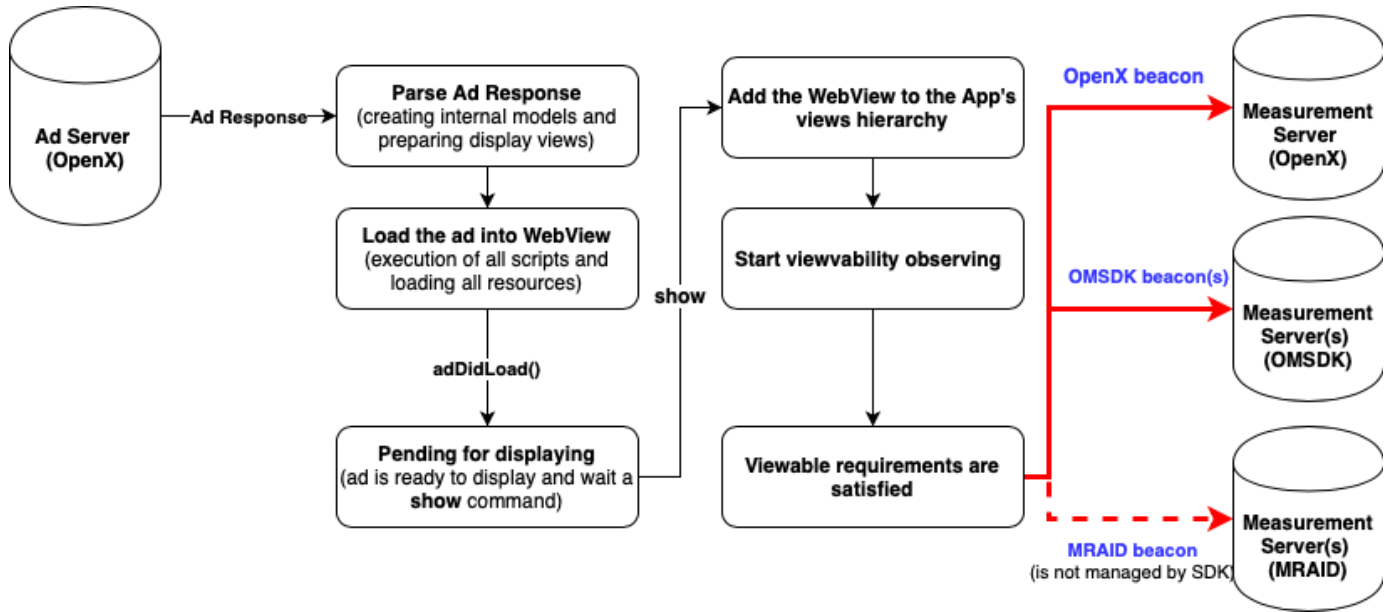 Ad Server
(OpenX)
Ad Response
Parse Ad Response
(creating internal models and
preparing display views)
Load the ad into WebView
(execution of all scripts and
loading all resources)
adDidLoad()
Pending for displaying
(ad is ready to display and wait a
show command)
show
Add the WebView to the App's
views hierarchy
Start viewvability observing
Viewable requirements are
satisfied
OpenX beacon
Measurement
Server
(OpenX)
OMSDK beacon(s)
Measurement
Server(s)
(OMSDK)
MRAID beacon
(is not managed by SDK)
Measurement
Server(s)
(MRAID)